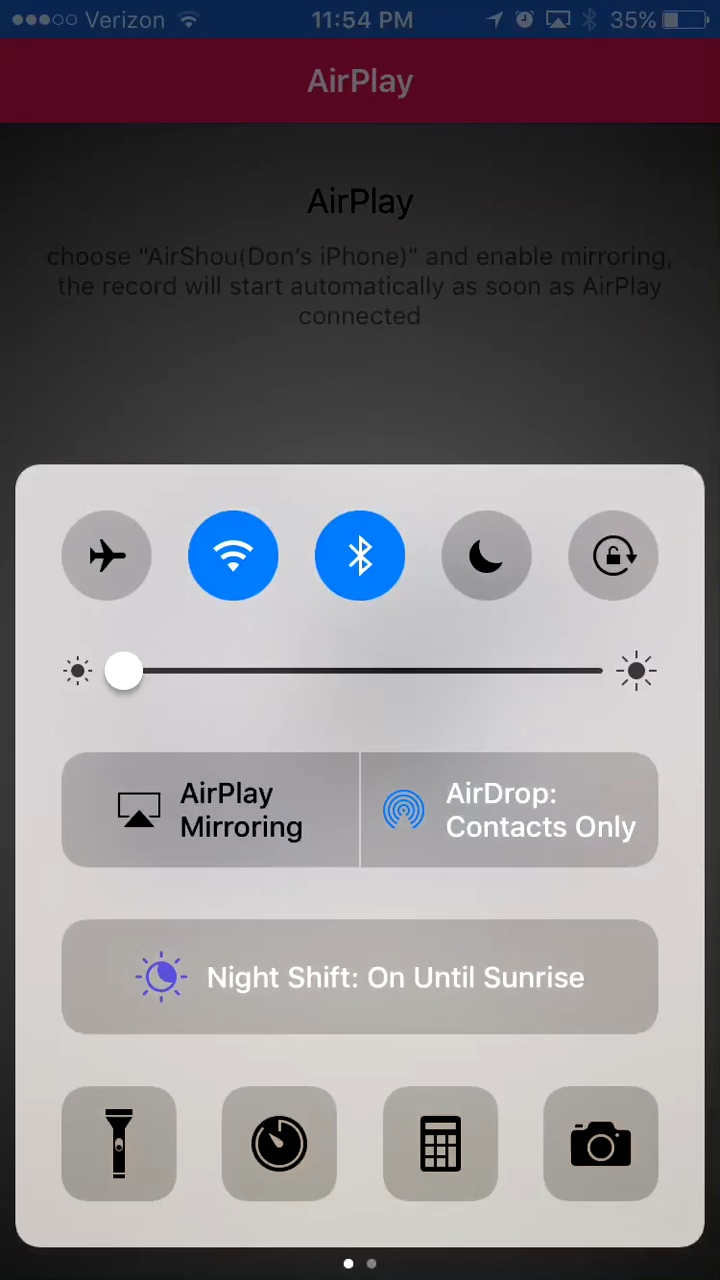 Verizon 11:54 PM 35%
AirPlay
AirPlay
choose "AirShou(Don's iPhone)" and enable mirroring,
the record will start automatically as soon as AirPlay
connected
AirPlay
Mirroring
AirDrop:
Contacts Only
Night Shift: On Until Sunrise